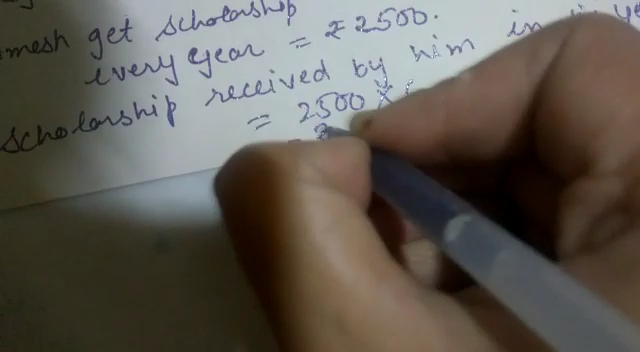 mesh get scholarship
every year = ₹2500.
scholarship received by him in
= 2500 ×
=